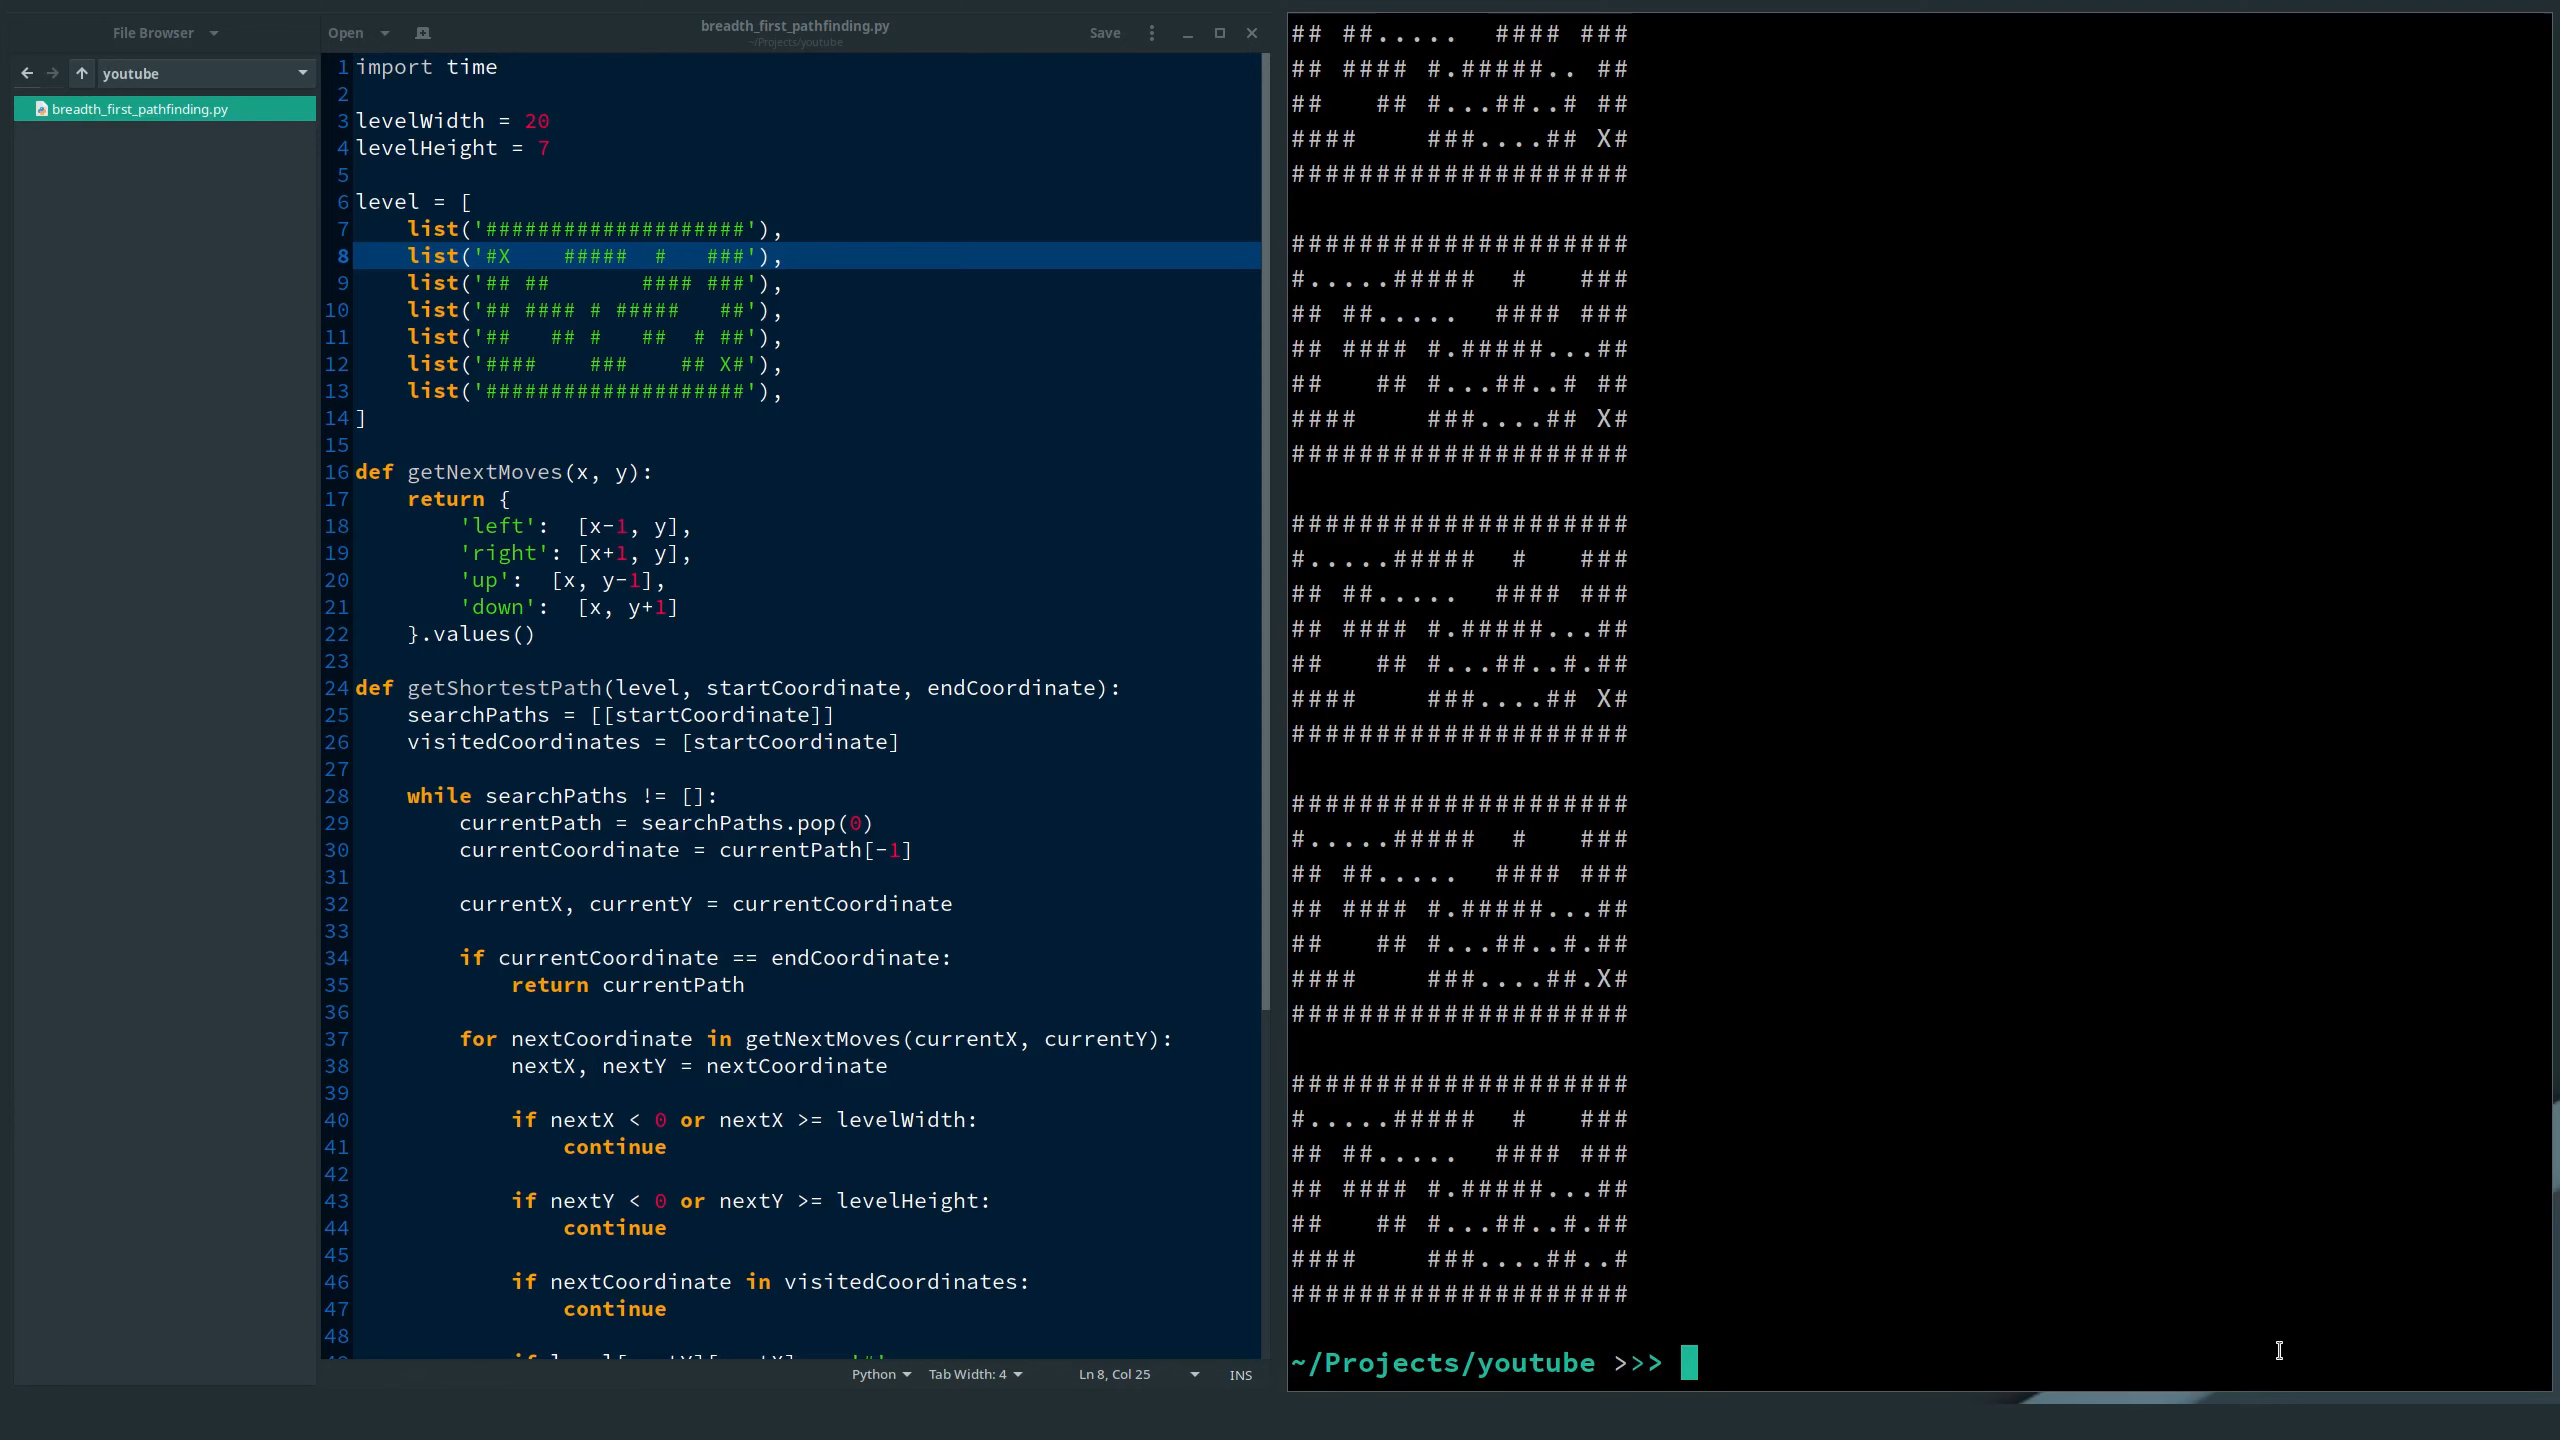 File Browser
youtube
breadth_first_pathfinding.py
Open
breadth_first_pathfinding.py
~/Projects/youtube
Save
1 import time
2
3 levelWidth = 20
4 levelHeight = 7
5
6 level = [
7     list('####################'),
8     list('#X    #####  #   ###'),
9     list('## ##       #### ###'),
10     list('## #### # #####   ##'),
11     list('##   ## #   ##  # ##'),
12     list('####    ###    ## X#'),
13     list('####################'),
14 ]
15
16 def getNextMoves(x, y):
17     return {
18         'left':  [x-1, y],
19         'right': [x+1, y],
20         'up':  [x, y-1],
21         'down':  [x, y+1]
22     }.values()
23
24 def getShortestPath(level, startCoordinate, endCoordinate):
25     searchPaths = [[startCoordinate]]
26     visitedCoordinates = [startCoordinate]
27
28     while searchPaths != []:
29         currentPath = searchPaths.pop(0)
30         currentCoordinate = currentPath[-1]
31
32         currentX, currentY = currentCoordinate
33
34         if currentCoordinate == endCoordinate:
35             return currentPath
36
37         for nextCoordinate in getNextMoves(currentX, currentY):
38             nextX, nextY = nextCoordinate
39
40             if nextX < 0 or nextX >= levelWidth:
41                 continue
42
43             if nextY < 0 or nextY >= levelHeight:
44                 continue
45
46             if nextCoordinate in visitedCoordinates:
47                 continue
48
Python
Tab Width: 4
Ln 8, Col 25
INS
## ##.....  #### ###
## #### #.#####.. ##
##   ## #...##..# ##
####    ###....## X#
####################
####################
#.....#####  #   ###
## ##.....  #### ###
## #### #.#####...##
##   ## #...##..# ##
####    ###....## X#
####################
####################
#.....#####  #   ###
## ##.....  #### ###
## #### #.#####...##
##   ## #...##..#.##
####    ###....## X#
####################
####################
#.....#####  #   ###
## ##.....  #### ###
## #### #.#####...##
##   ## #...##..#.##
####    ###....##.X#
####################
####################
#.....#####  #   ###
## ##.....  #### ###
## #### #.#####...##
##   ## #...##..#.##
####    ###....##..#
####################
~/Projects/youtube >>>